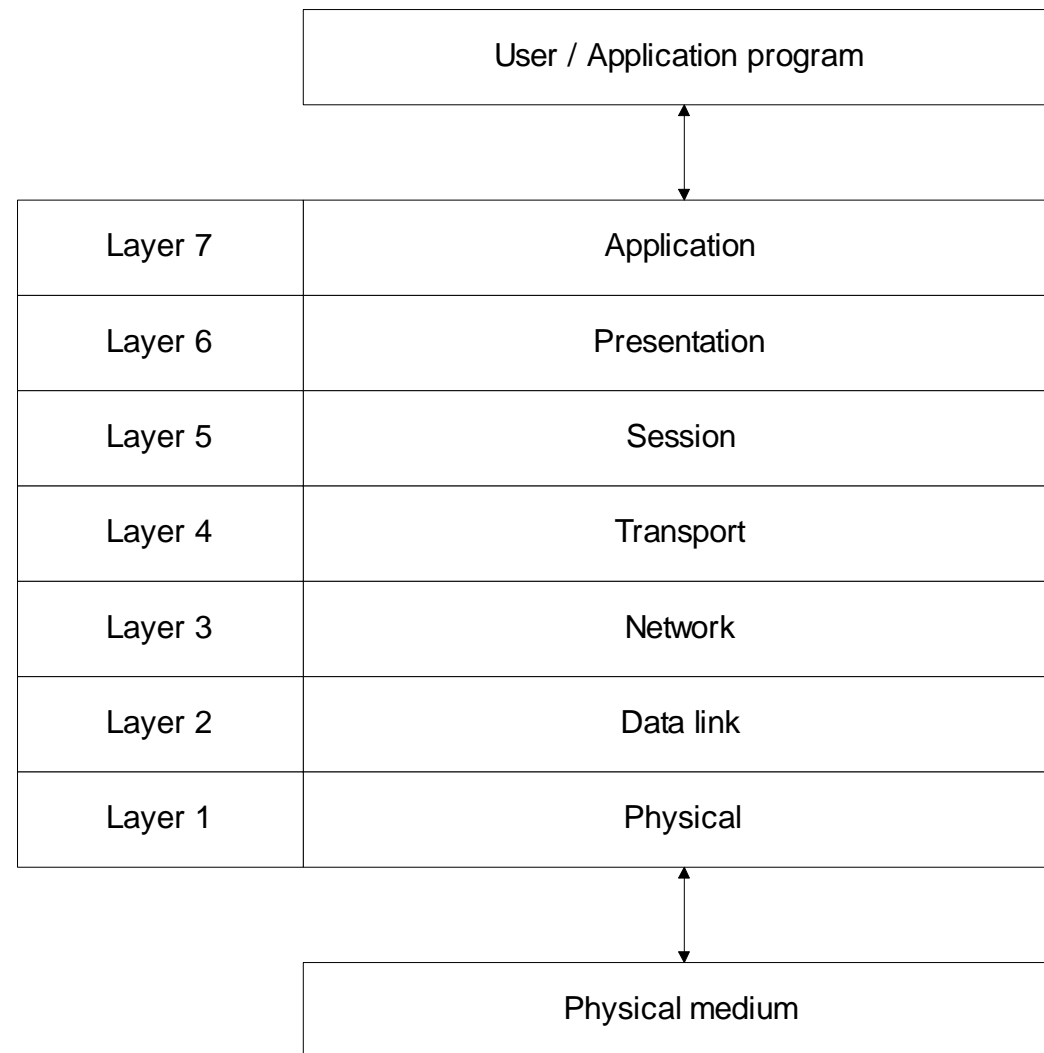 User / Application program
Layer 7 Application
Layer 6 Presentation
Layer 5 Session
Layer 4 Transport
Layer 3 Network
Layer 2 Data link
Layer 1 Physical
Physical medium